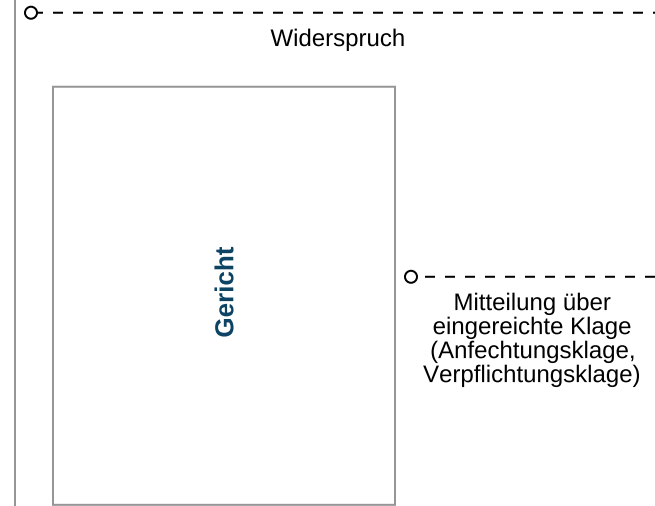 Widerspruch
Gericht
Mitteilung über
eingereichte Klage
(Anfechtungsklage,
Verpflichtungsklage)